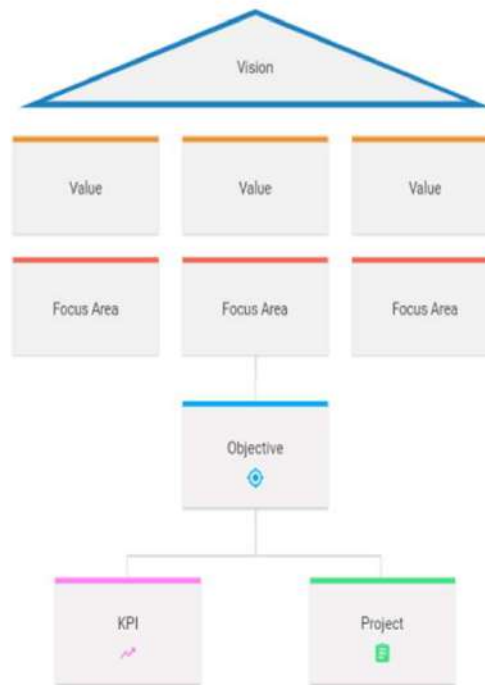 Vision
Value
Value
Value
Focus Area
Focus Area
Focus Area
Objective
KPI
Project